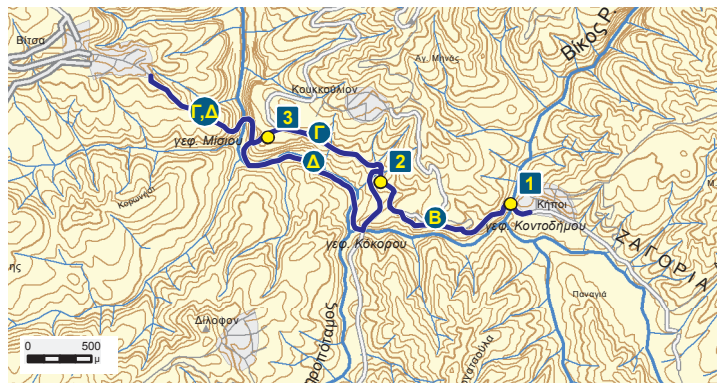 Βίτσα
Βίκος Ρ.
Αγ. Μηνάς
Κουκκούλιον
Γ,Δ
3
Γ
γεφ. Μίσιου
Δ
2
1
Κορωνήσι
Β
Κήποι
γεφ. Κοντοδήμου
γεφ. Κόκορου
ΖΑΓΟΡΙΑ
Παναγιά
Δίλοφον
0 500
μ